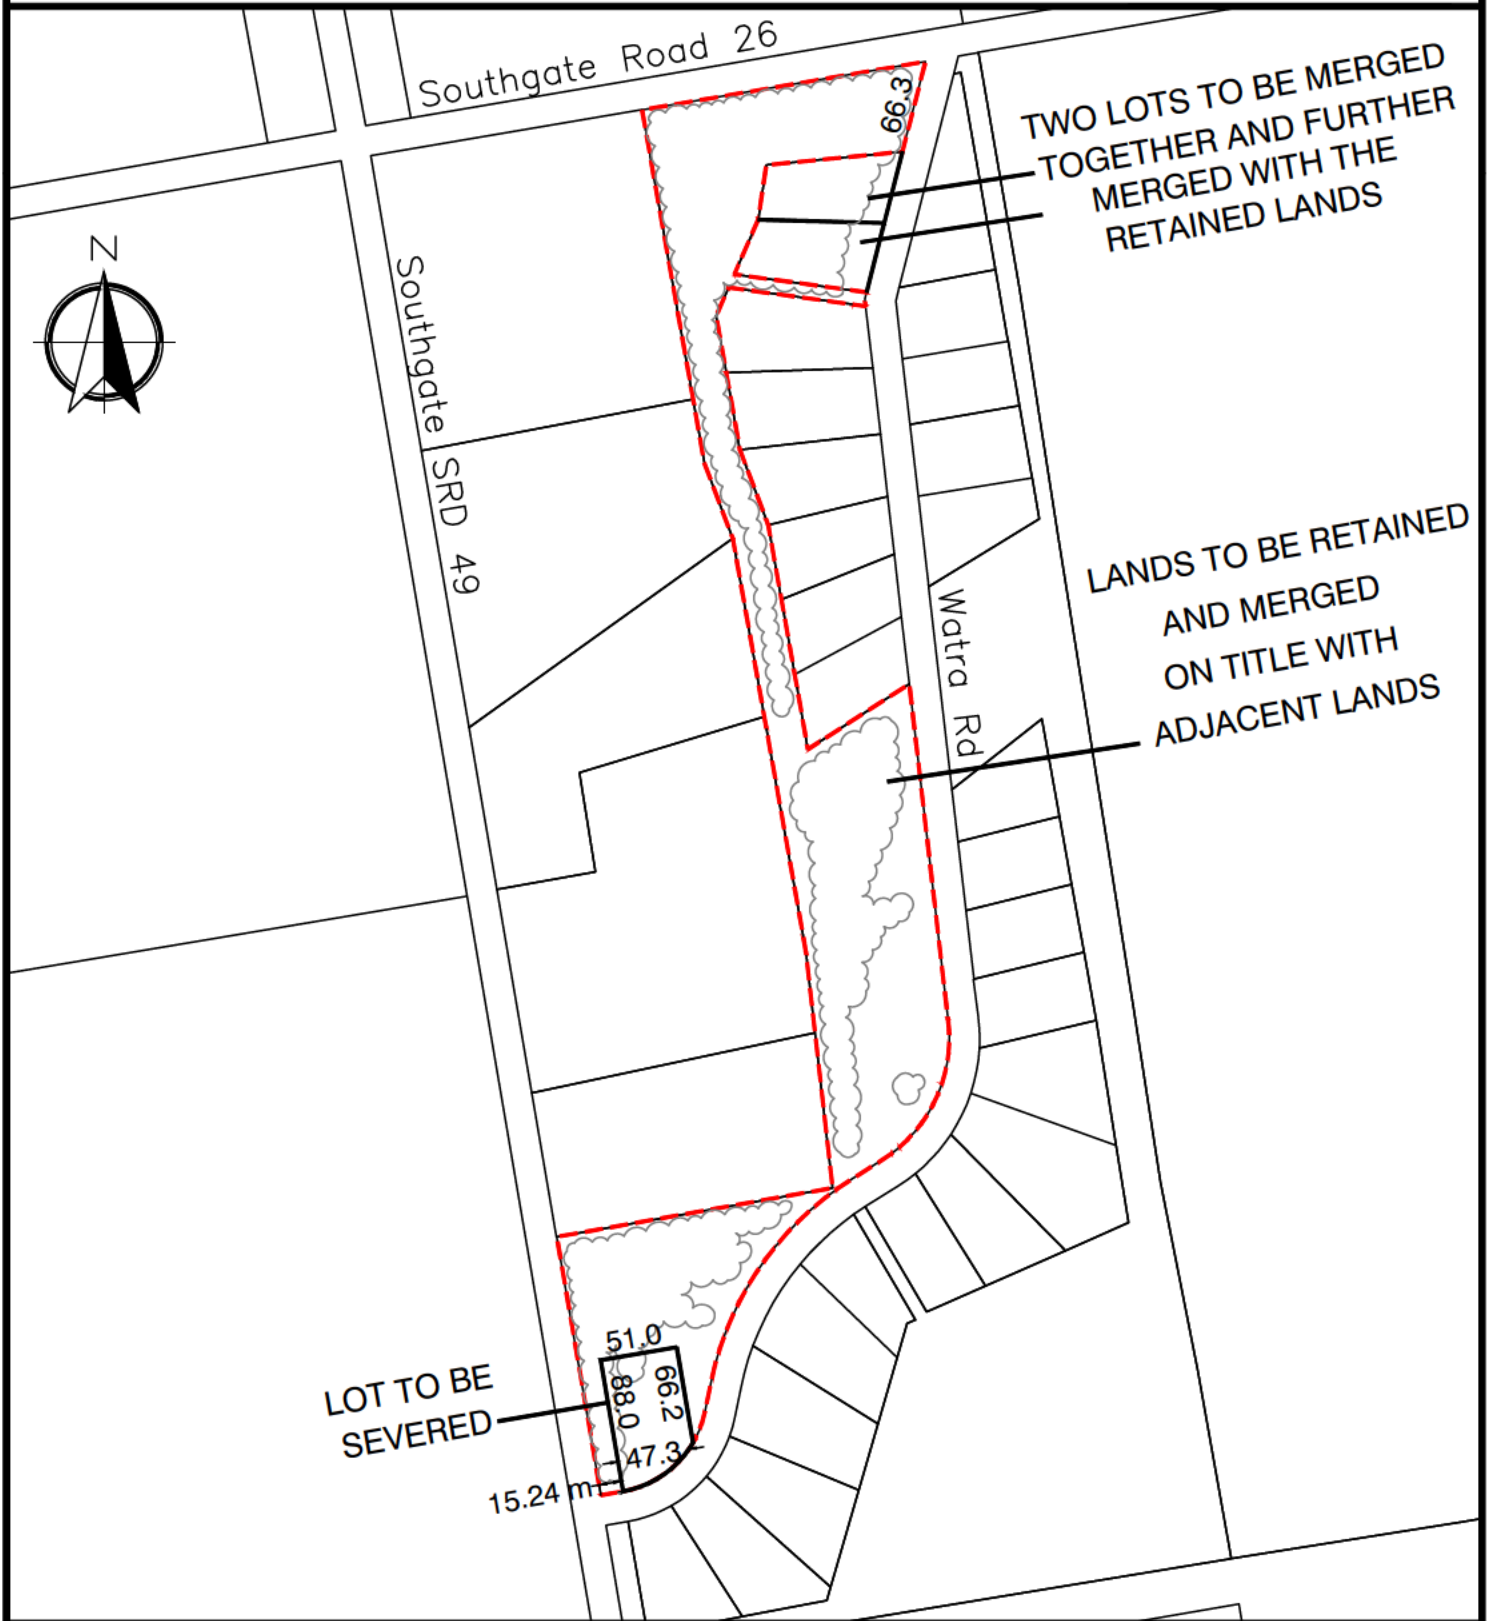 Southgate Road 26
66.3
TWO LOTS TO BE MERGED
TOGETHER AND FURTHER
MERGED WITH THE
RETAINED LANDS
N
Southgate SRD 49
LANDS TO BE RETAINED
AND MERGED
ON TITLE WITH
ADJACENT LANDS
Watra Rd
51.0
88.0
66.2
LOT TO BE
SEVERED
47.3
15.24 m